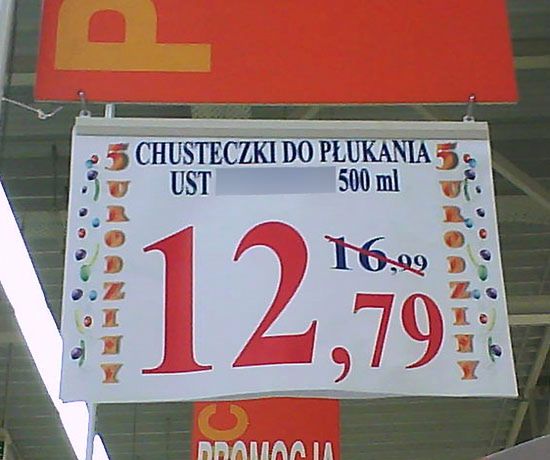 P
5 CHUSTECZKI DO PŁUKANIA 5
UST 500 ml
URODZINY
16,99
12,79
URODZINY
C
PROMOCJA